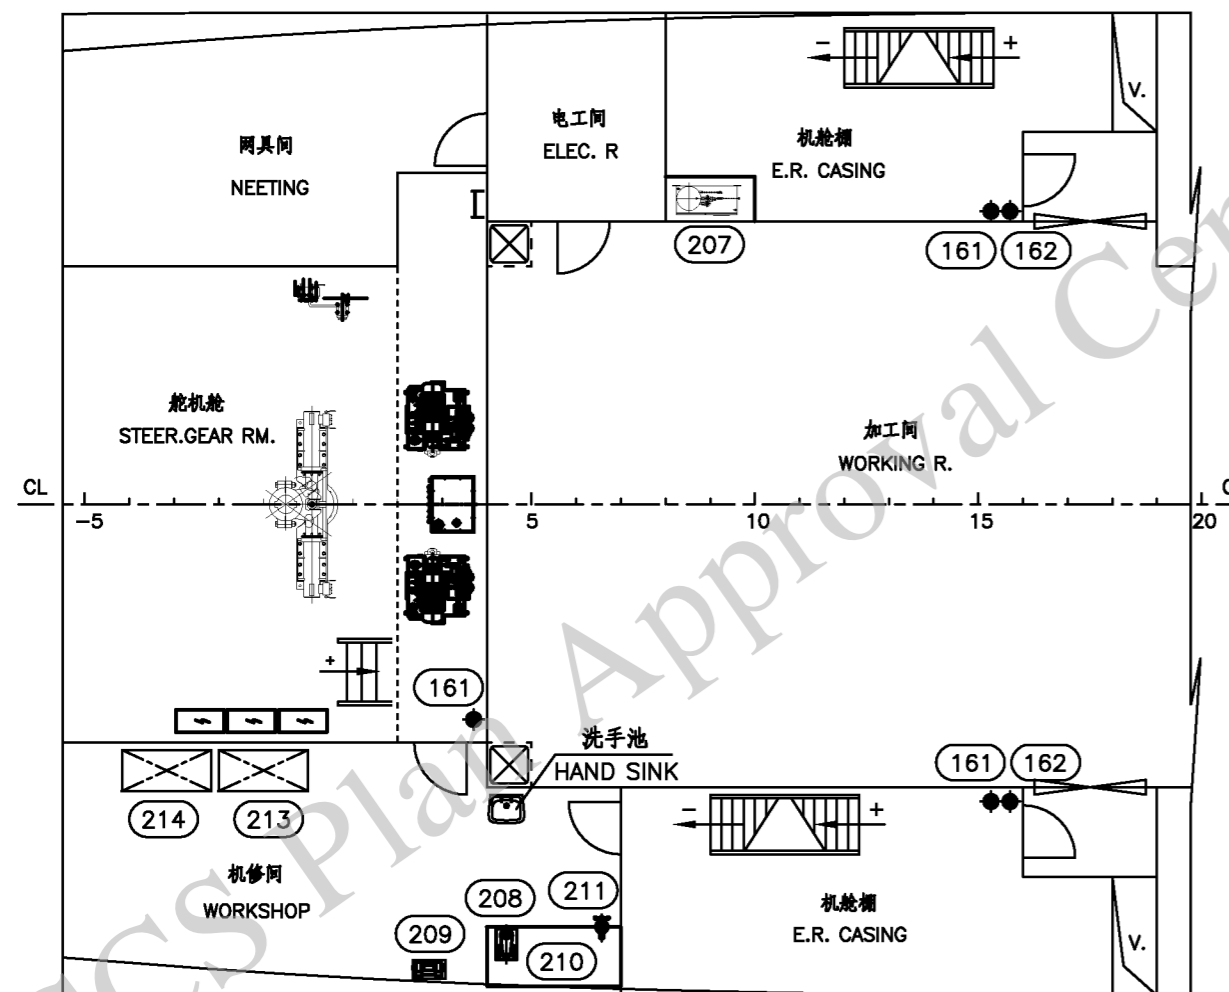 V.
电工间
ELEC. R
机舱棚
E.R. CASING
网具间
NEETING
207
161
162
舵机舱
STEER.GEAR RM.
加工间
WORKING R.
CL
-5
5
10
15
20
161
洗手池
HAND SINK
161
162
214
213
机修间
WORKSHOP
208
211
209
210
机舱棚
E.R. CASING
V.
CCS Plan Approval Cen